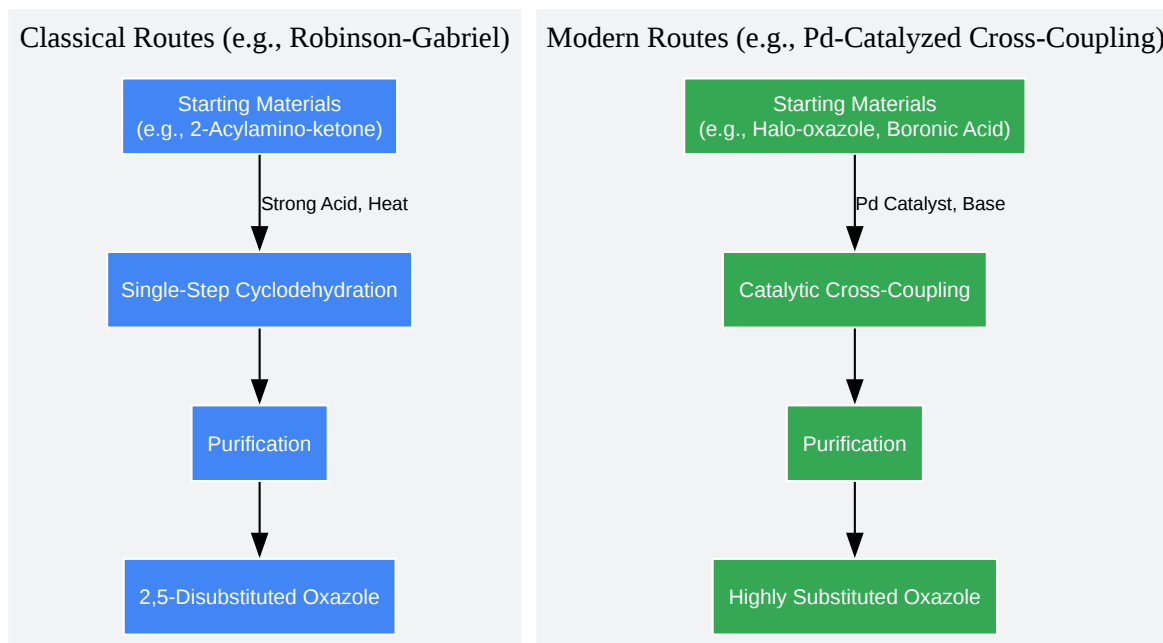 Classical Routes (e.g., Robinson-Gabriel)
Starting Materials
(e.g., 2-Acylamino-ketone)
Strong Acid, Heat
Single-Step Cyclodehydration
Purification
2,5-Disubstituted Oxazole
Modern Routes (e.g., Pd-Catalyzed Cross-Coupling)
Starting Materials
(e.g., Halo-oxazole, Boronic Acid)
Pd Catalyst, Base
Catalytic Cross-Coupling
Purification
Highly Substituted Oxazole